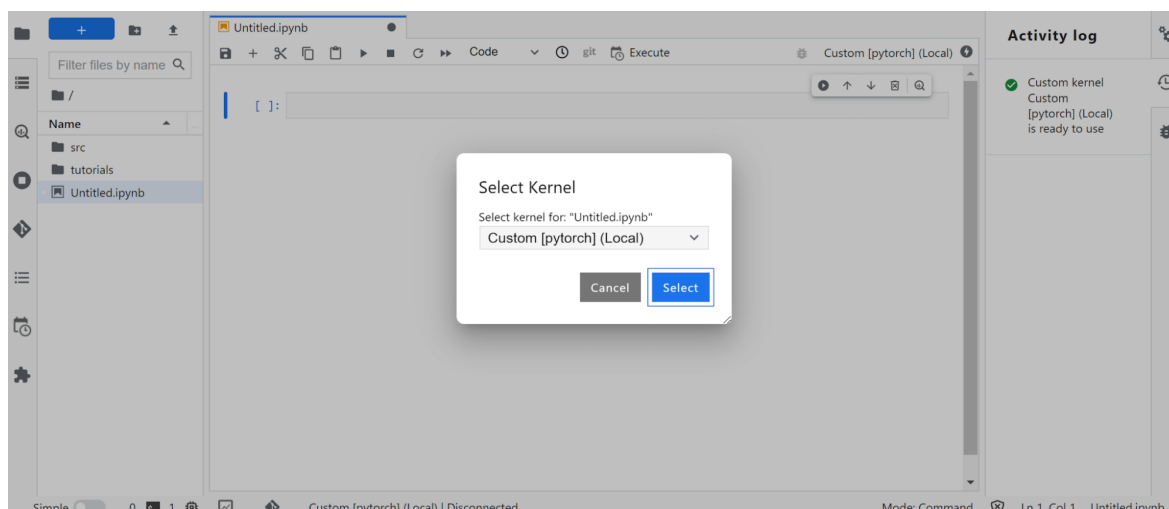 +
Filter files by name
/
Name
src
tutorials
Untitled.ipynb
Untitled.ipynb
Code
git
Execute
Custom [pytorch] (Local)
[ ]:
Select Kernel
Select kernel for: "Untitled.ipynb"
Custom [pytorch] (Local)
Cancel
Select
Activity log
Custom kernel
Custom
[pytorch] (Local)
is ready to use
Simple
0
1
Custom [pytorch] (Local) | Disconnected
Mode: Command
Ln 1, Col 1
Untitled.ipynb